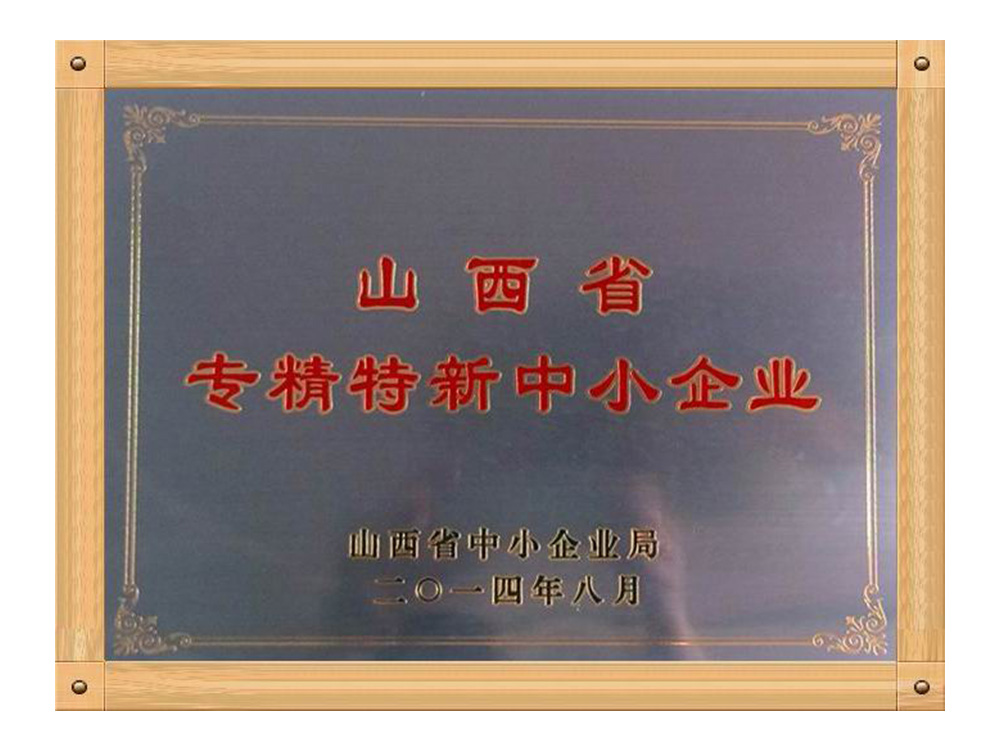 山西省
专精特新中小企业
山西省中小企业局
二〇一四年八月